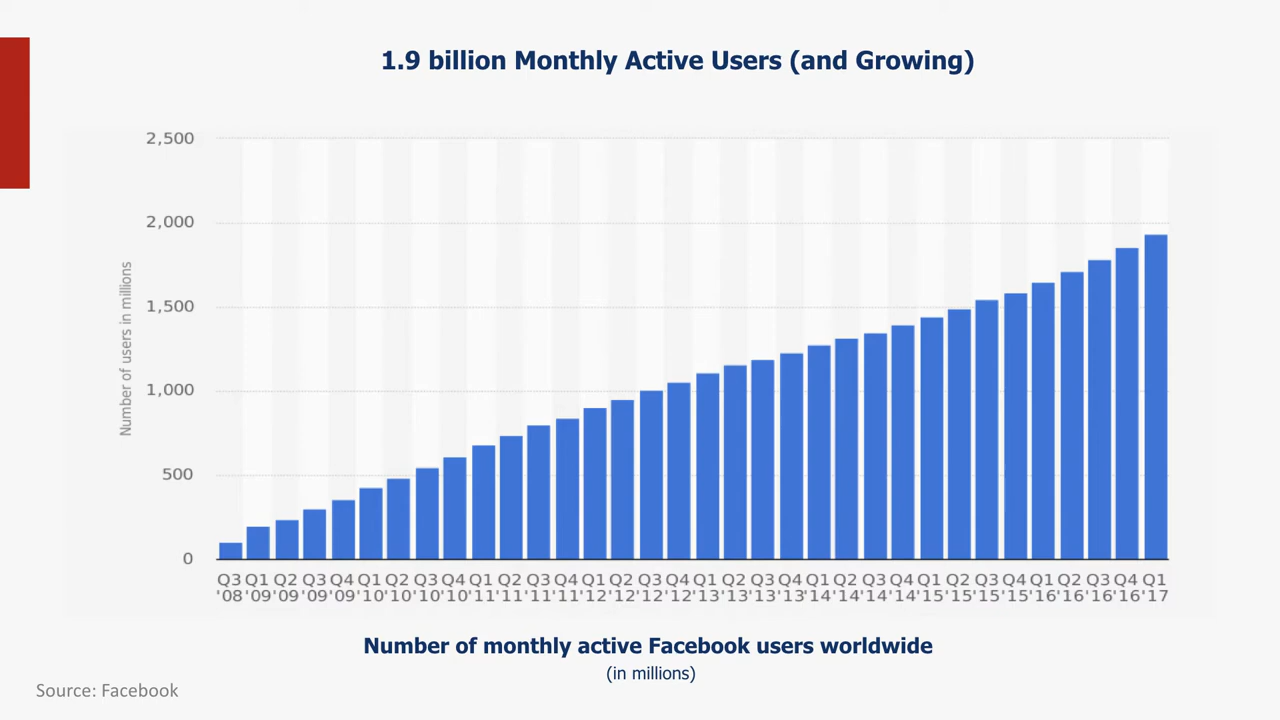 1.9 billion Monthly Active Users (and Growing)
2,500
2,000
1,500
1,000
500
0
Number of users in millions
Q3 Q1 Q2 Q3 Q4 Q1 Q2 Q3 Q4 Q1 Q2 Q3 Q4 Q1 Q2 Q3 Q4 Q1 Q2 Q3 Q4 Q1 Q2 Q3 Q4 Q1 Q2 Q3 Q4 Q1 Q2 Q3 Q4 Q1
'08 '09 '09 '09 '09 '10 '10 '10 '10 '11 '11 '11 '11 '12 '12 '12 '12 '13 '13 '13 '13 '14 '14 '14 '14 '15 '15 '15 '15 '16 '16 '16 '16 '17
Number of monthly active Facebook users worldwide
(in millions)
Source: Facebook